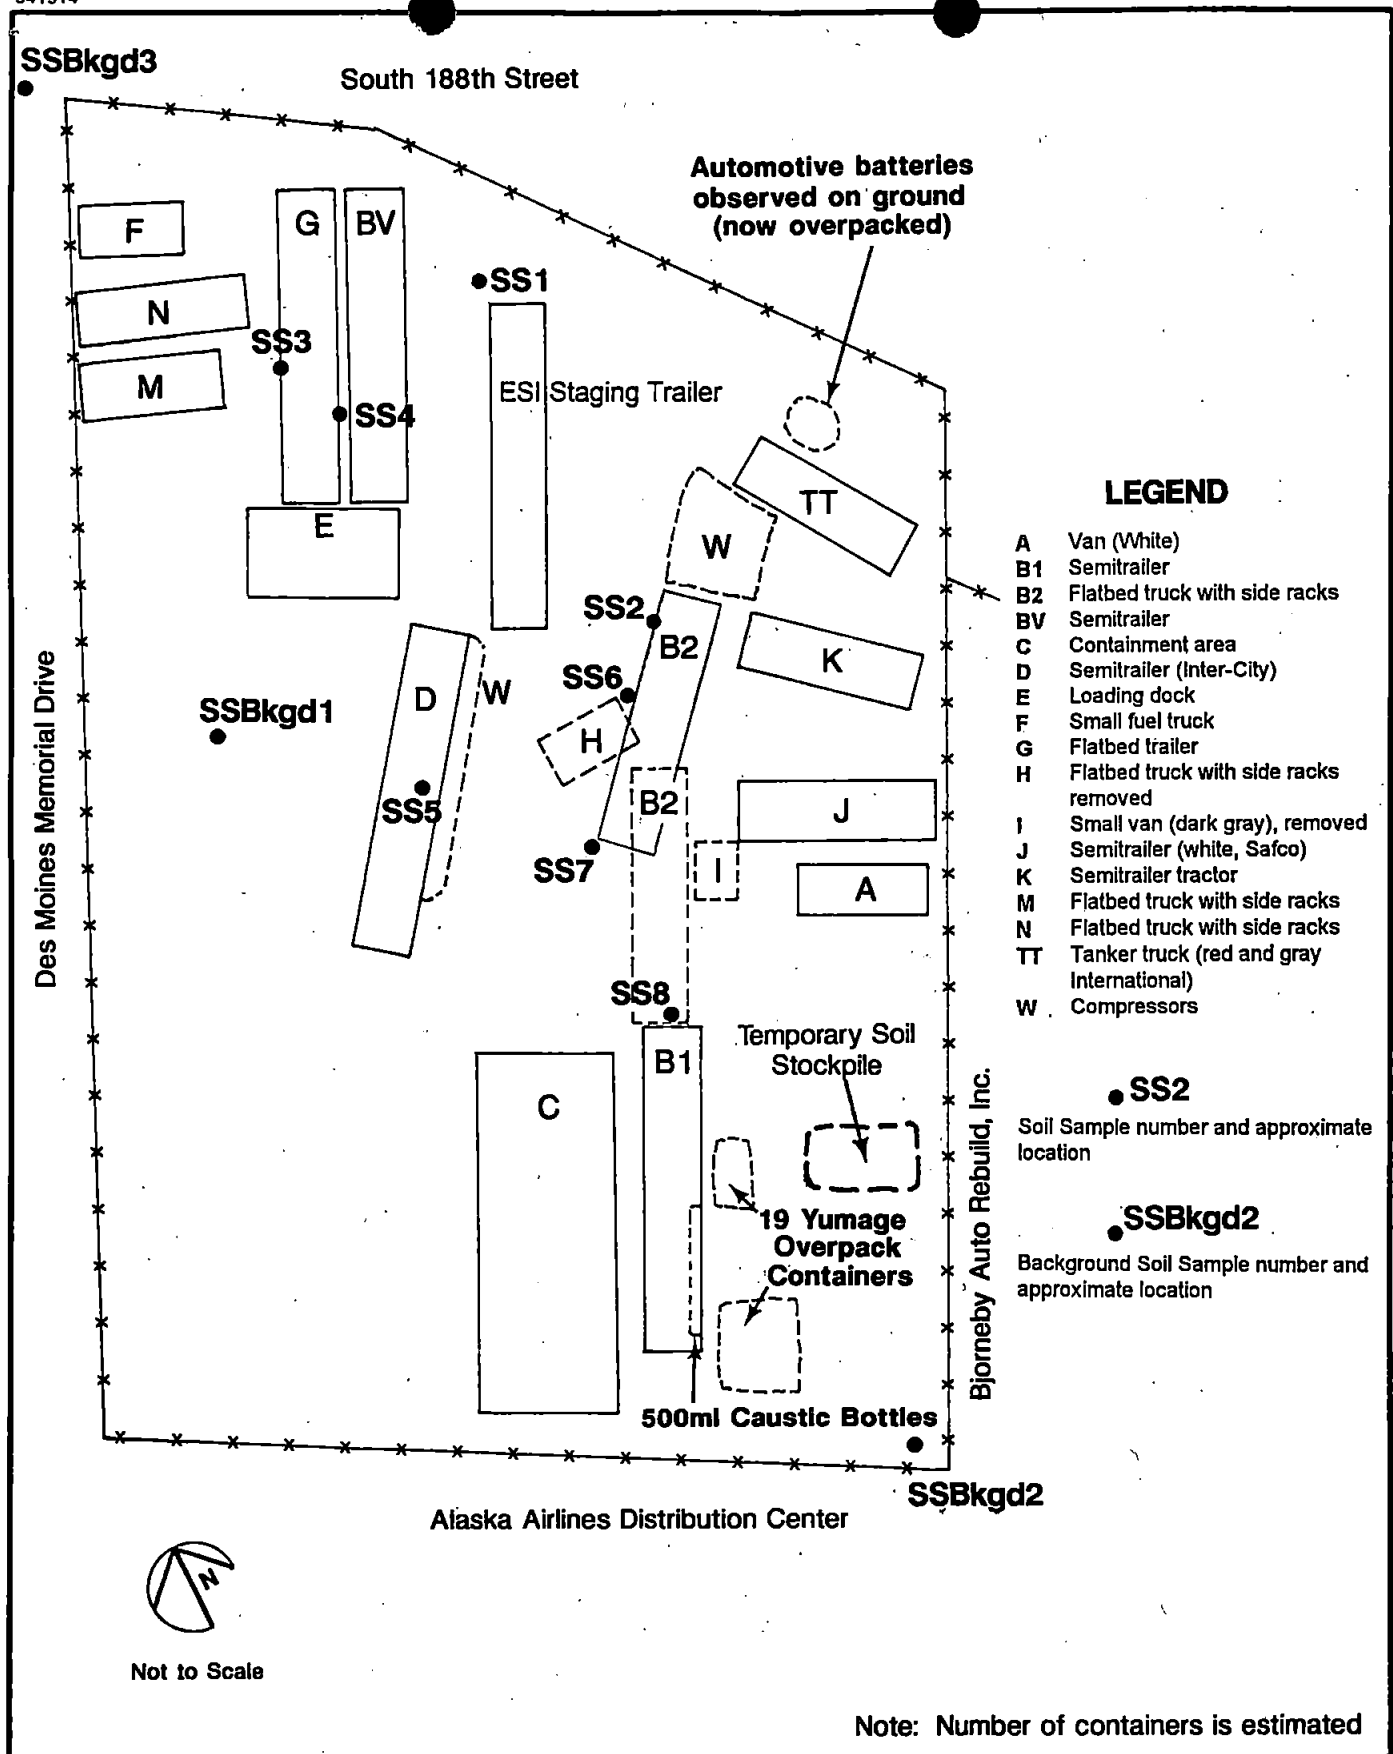 SSBkgd3
South 188th Street
Automotive batteries
observed on ground
(now overpacked)
F
G
BV
SS1
N
SS3
M
SS4
ESI Staging Trailer
TT
E
W
SS2
B2
K
SSBkgd1
D
W
SS6
H
SS5
B2
J
SS7
I
A
Des Moines Memorial Drive
SS8
B1
Temporary Soil
Stockpile
C
19 Yumage
Overpack
Containers
500ml Caustic Bottles
Bjorneby Auto Rebuild, Inc.
SSBkgd2
Alaska Airlines Distribution Center
LEGEND
A Van (White)
B1 Semitrailer
B2 Flatbed truck with side racks
BV Semitrailer
C Containment area
D Semitrailer (Inter-City)
E Loading dock
F Small fuel truck
G Flatbed trailer
H Flatbed truck with side racks
removed
I Small van (dark gray), removed
J Semitrailer (white, Safco)
K Semitrailer tractor
M Flatbed truck with side racks
N Flatbed truck with side racks
TT Tanker truck (red and gray
International)
W Compressors
SS2
Soil Sample number and approximate
location
SSBkgd2
Background Soil Sample number and
approximate location
N
Not to Scale
Note: Number of containers is estimated